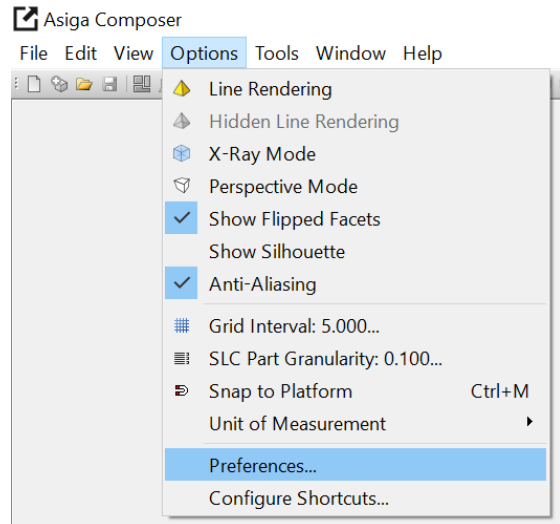 Asiga Composer
File Edit View Options Tools Window Help
Line Rendering
Hidden Line Rendering
X-Ray Mode
Perspective Mode
Show Flipped Facets
Show Silhouette
Anti-Aliasing
Grid Interval: 5.000...
SLC Part Granularity: 0.100...
Snap to Platform Ctrl+M
Unit of Measurement
Preferences...
Configure Shortcuts...